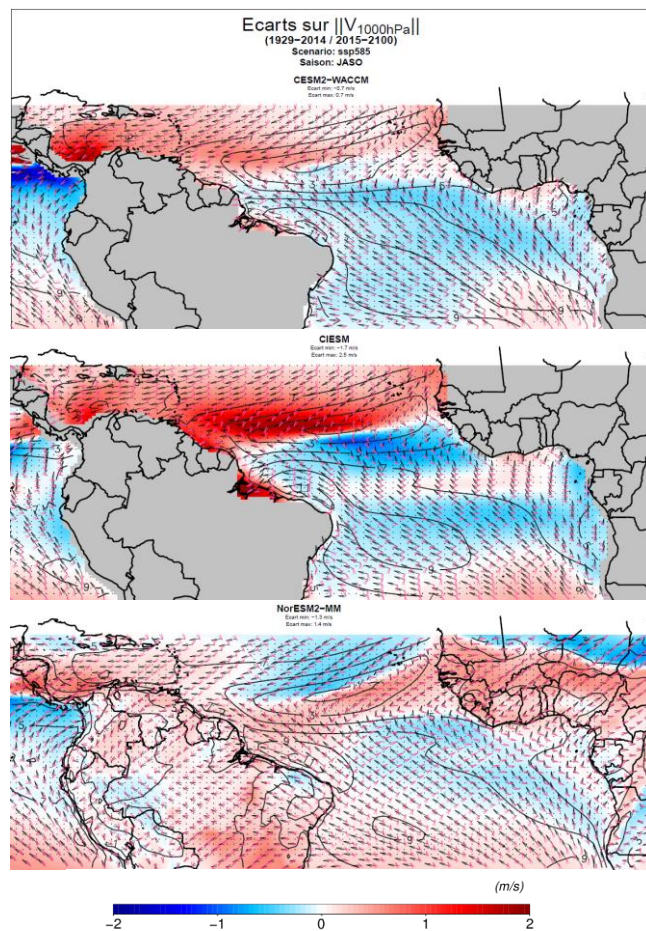 Ecarts sur ||V1000hPa||
(1929−2014 / 2015−2100)
Scenario: ssp585
Saison: JASO
CESM2−WACCM
Ecart min: −0.7 m/s
Ecart max: 0.7 m/s
CIESM
Ecart min: −1.7 m/s
Ecart max: 2.5 m/s
NorESM2−MM
Ecart min: −1.3 m/s
Ecart max: 1.4 m/s
(m/s)
−2 −1 0 1 2